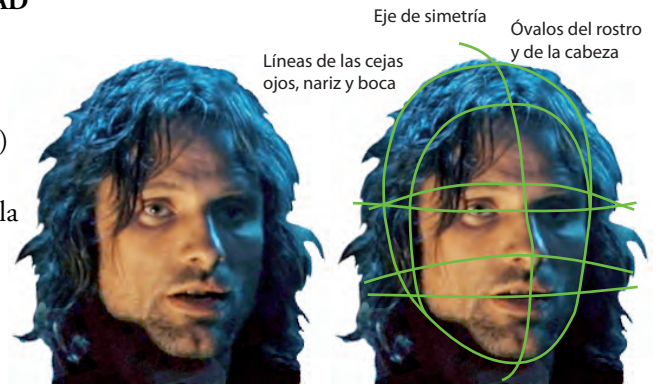 AD
Eje de simetría
Óvalos del rostro
y de la cabeza
Líneas de las cejas
ojos, nariz y boca
)
la